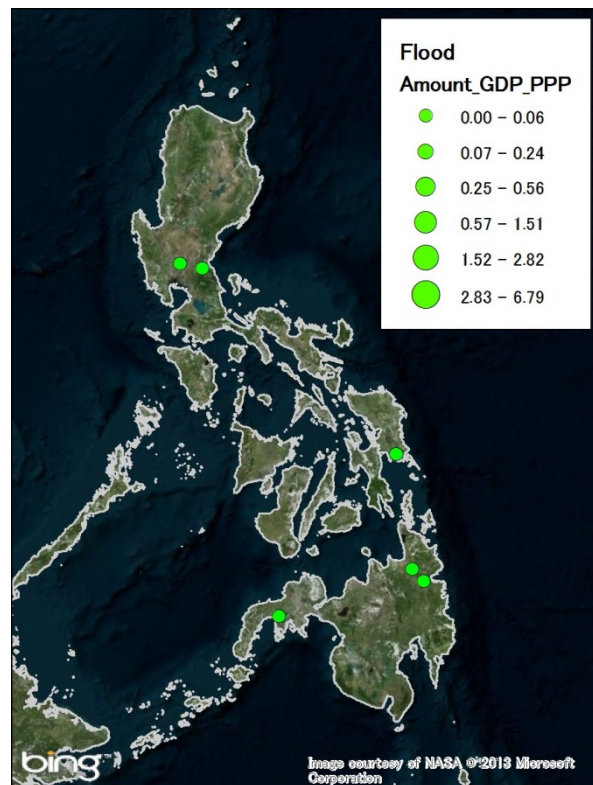 Flood
Amount_GDP_PPP
0.00 - 0.06
0.07 - 0.24
0.25 - 0.56
0.57 - 1.51
1.52 - 2.82
2.83 - 6.79
bing™
Image courtesy of NASA © 2013 Microsoft
Corporation